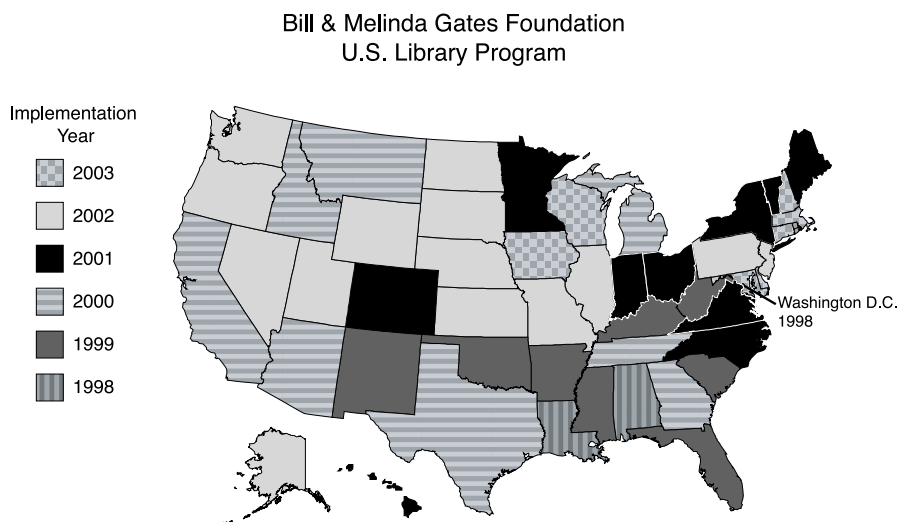 Bill & Melinda Gates Foundation
U.S. Library Program
Implementation
Year
2003
2002
2001
2000
1999
1998
Washington D.C.
1998